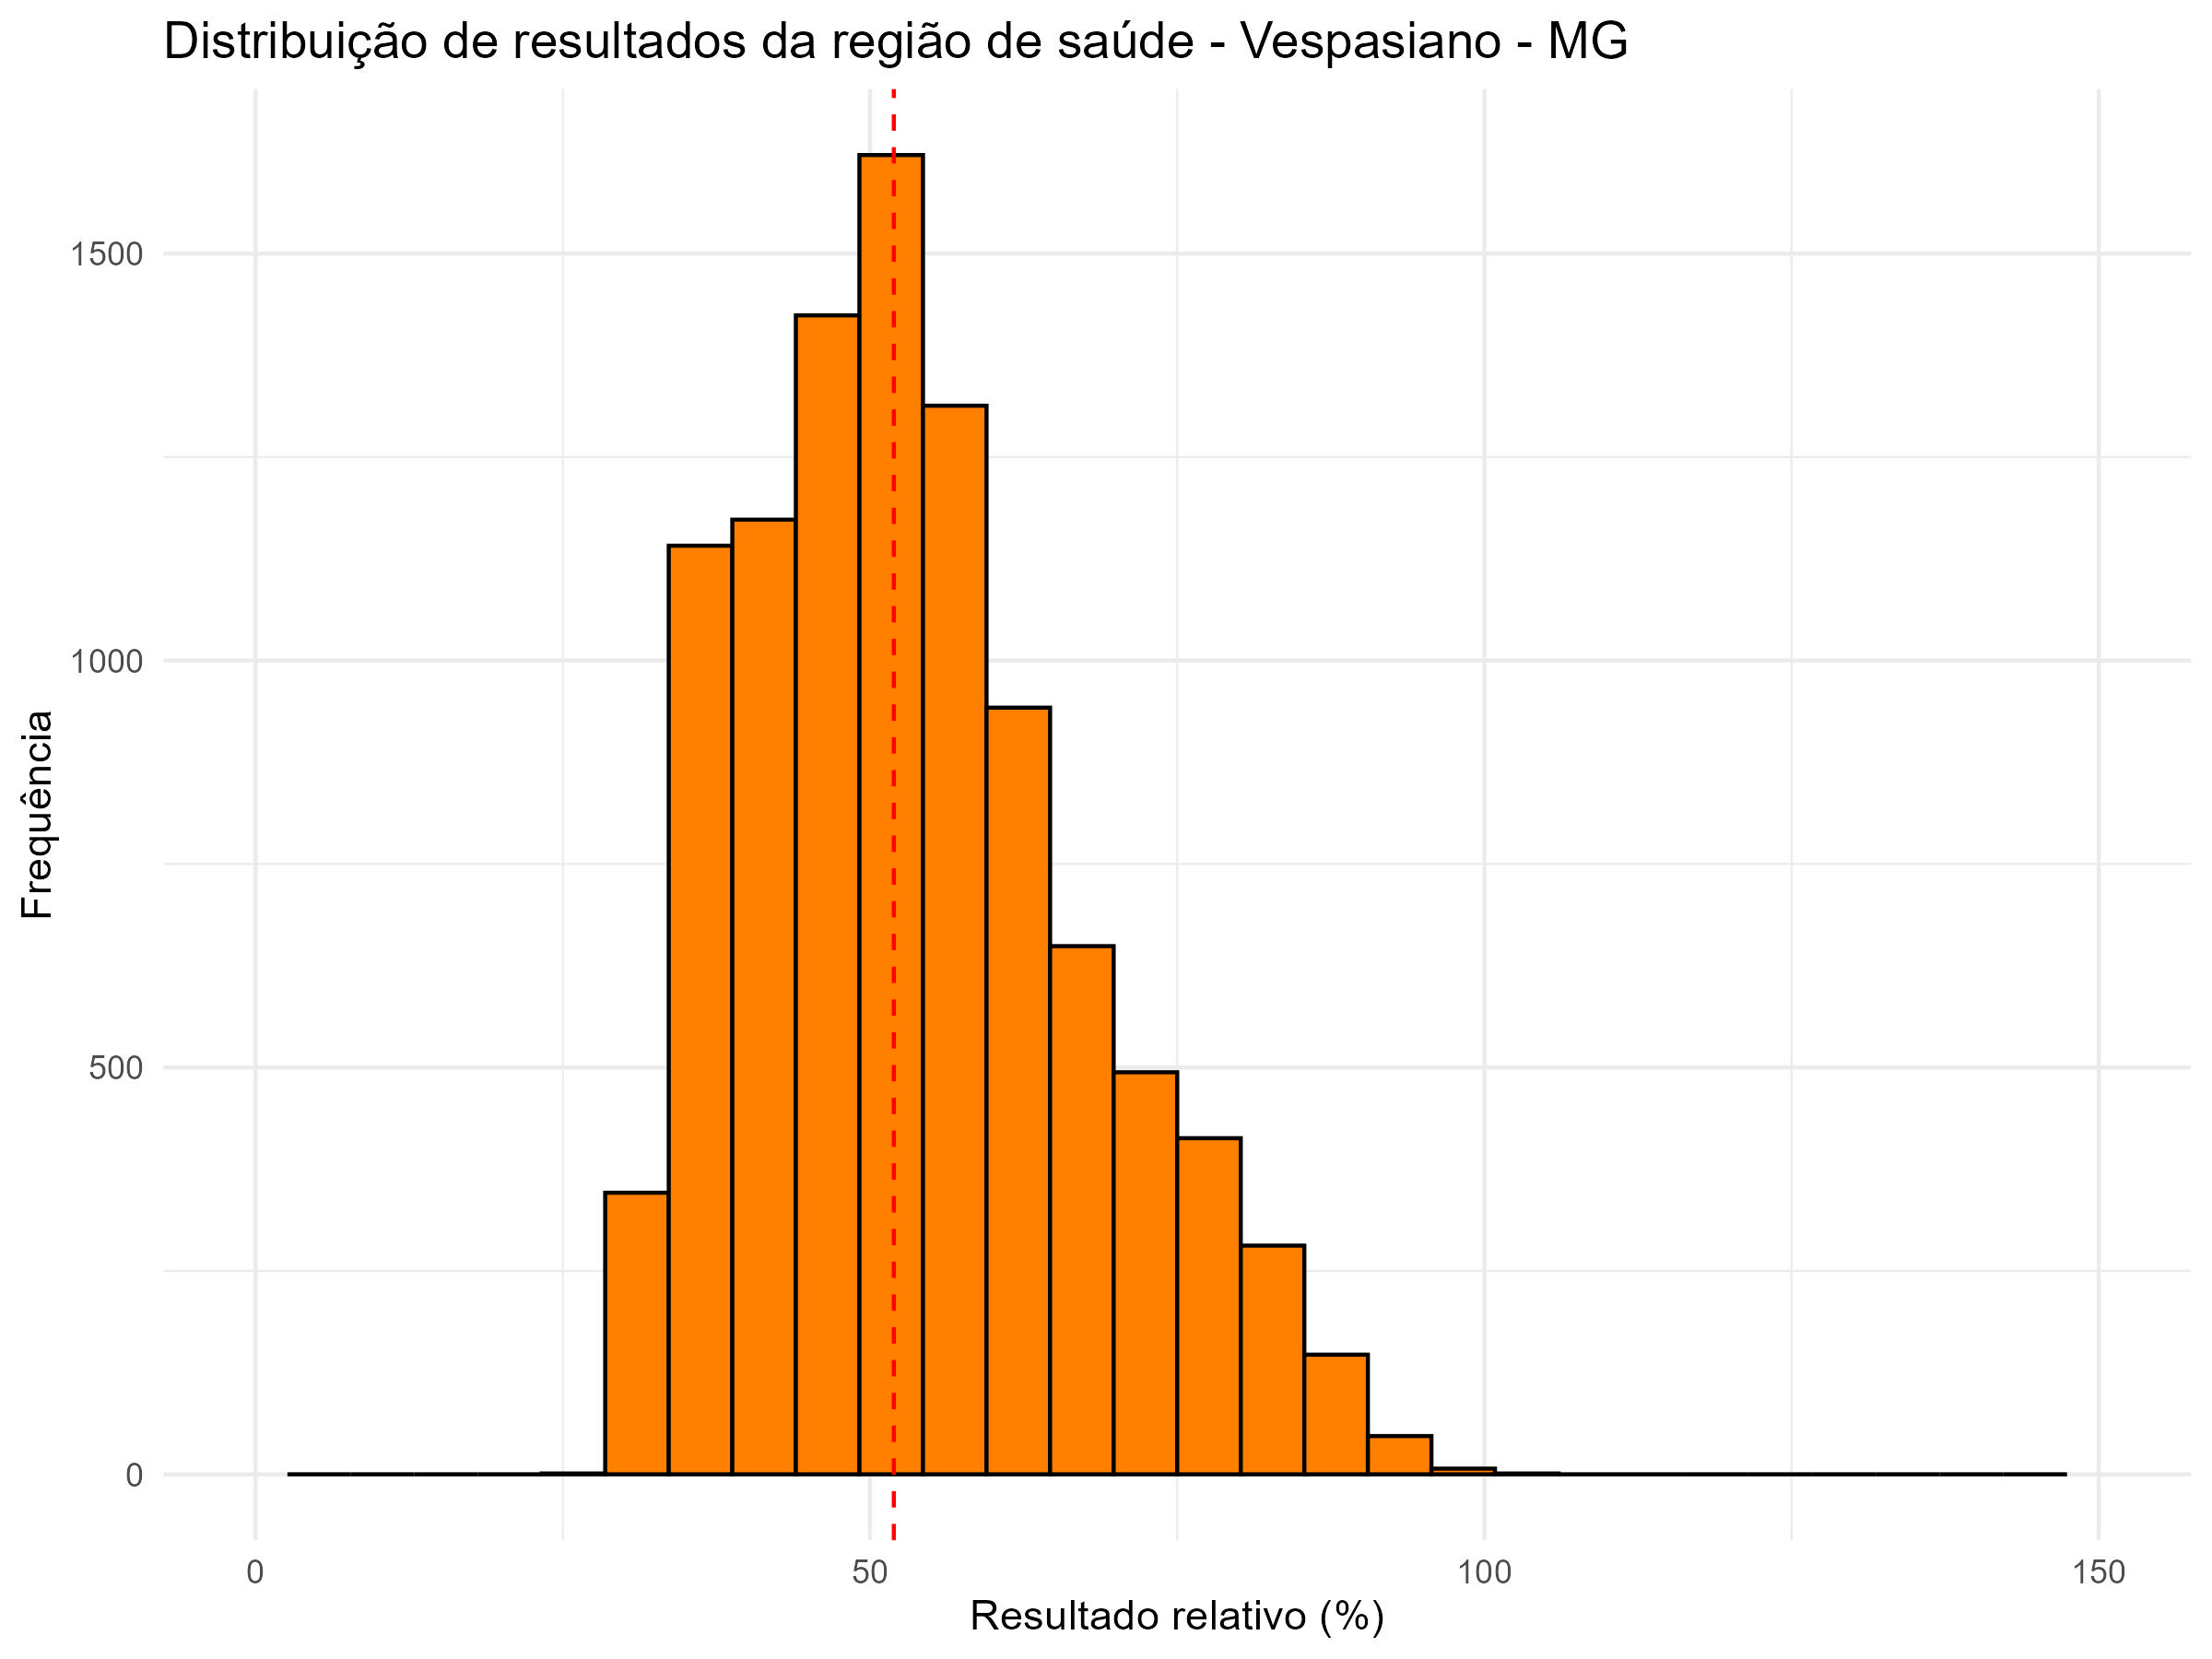 Distribuição de resultados da região de saúde - Vespasiano - MG
1500
1000
500
0
Frequência
0 50 100 150
Resultado relativo (%)